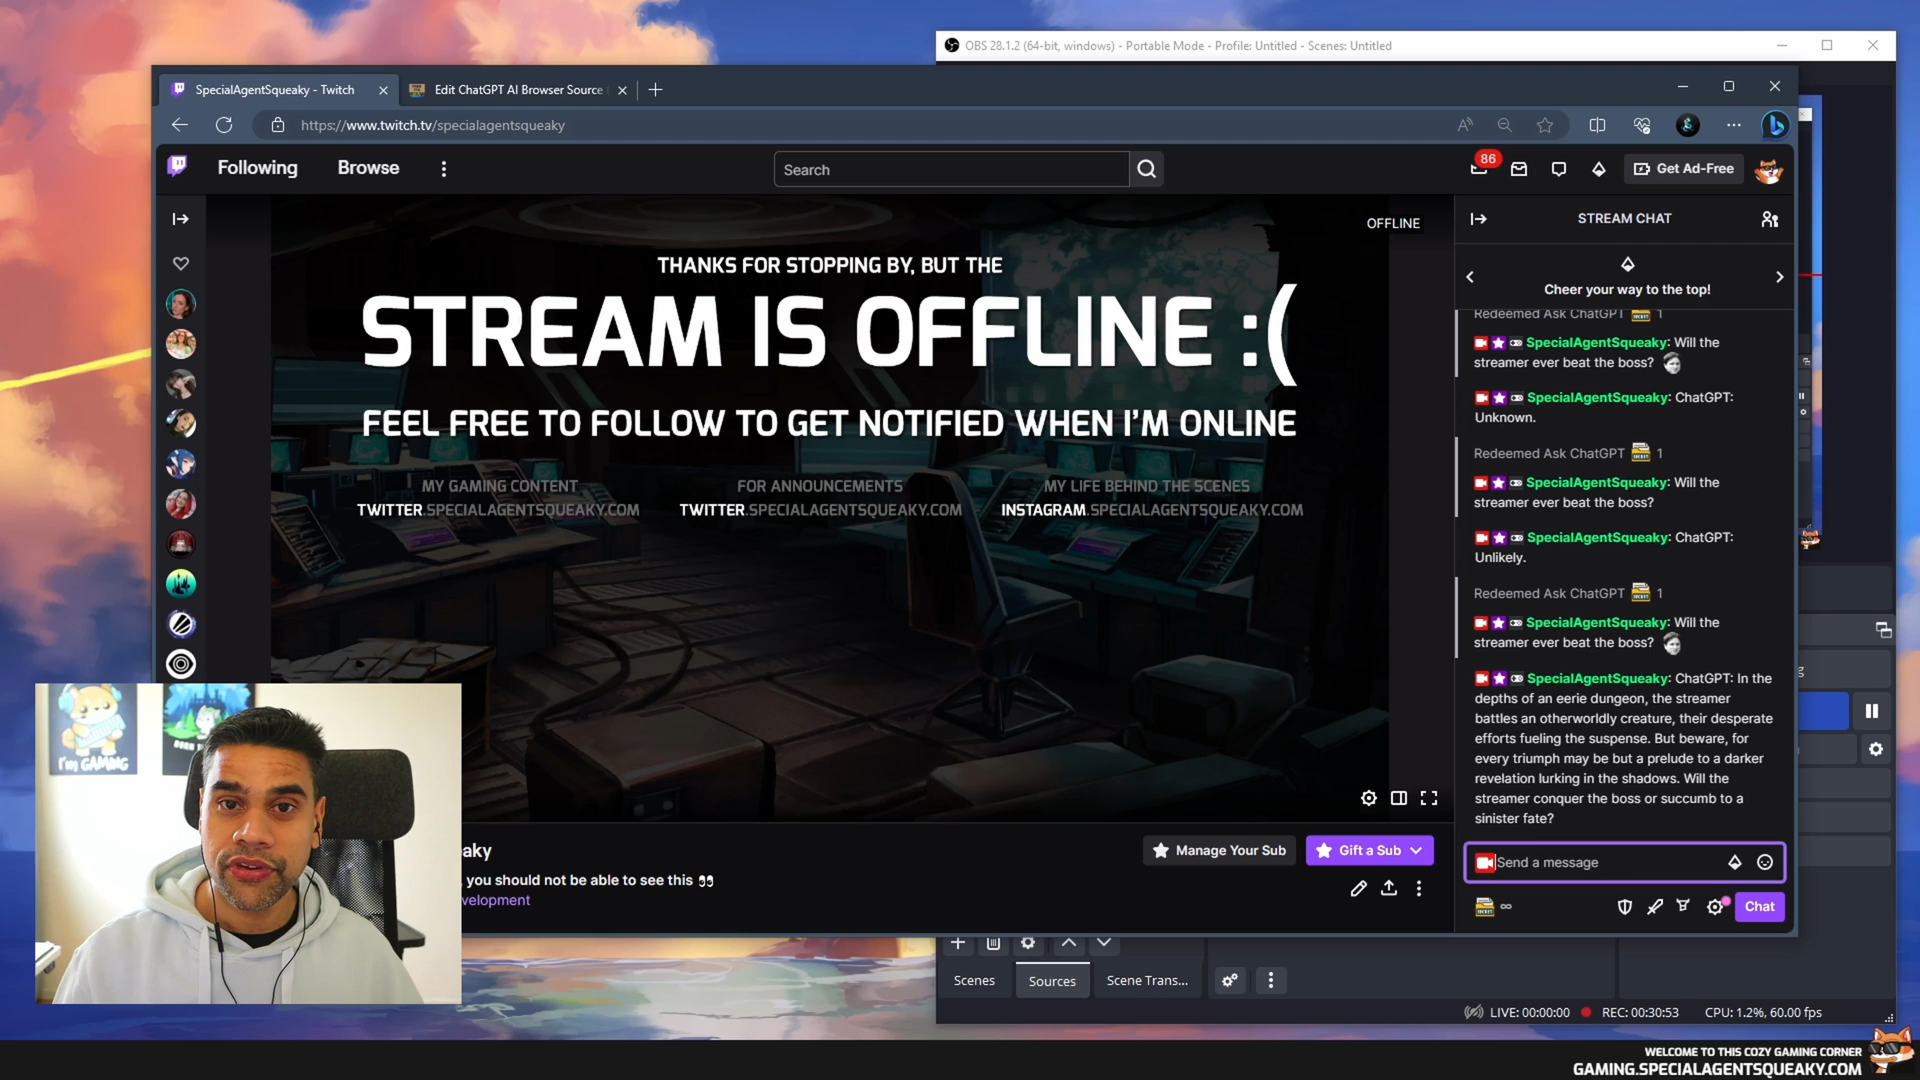 OBS 28.1.2 (64-bit, windows) - Portable Mode - Profile: Untitled - Scenes: Untitled
SpecialAgentSqueaky - Twitch
Edit ChatGPT AI Browser Source
https://www.twitch.tv/specialagentsqueaky
Following
Browse
Search
86
Get Ad-Free
OFFLINE
THANKS FOR STOPPING BY, BUT THE
STREAM IS OFFLINE :(
FEEL FREE TO FOLLOW TO GET NOTIFIED WHEN I'M ONLINE
MY GAMING CONTENT
TWITTER.SPECIALAGENTSQUEAKY.COM
FOR ANNOUNCEMENTS
TWITTER.SPECIALAGENTSQUEAKY.COM
MY LIFE BEHIND THE SCENES
INSTAGRAM.SPECIALAGENTSQUEAKY.COM
STREAM CHAT
Cheer your way to the top!
Redeemed Ask ChatGPT 1
SpecialAgentSqueaky: Will the
streamer ever beat the boss?
SpecialAgentSqueaky: ChatGPT:
Unknown.
Redeemed Ask ChatGPT 1
SpecialAgentSqueaky: Will the
streamer ever beat the boss?
SpecialAgentSqueaky: ChatGPT:
Unlikely.
Redeemed Ask ChatGPT 1
SpecialAgentSqueaky: Will the
streamer ever beat the boss?
SpecialAgentSqueaky: ChatGPT: In the
depths of an eerie dungeon, the streamer
battles an otherworldly creature, their desperate
efforts fueling the suspense. But beware, for
every triumph may be but a prelude to a darker
revelation lurking in the shadows. Will the
streamer conquer the boss or succumb to a
sinister fate?
Send a message
Chat
aky
Manage Your Sub
Gift a Sub
, you should not be able to see this
velopment
I'm GAMING
Scenes
Sources
Scene Trans...
LIVE: 00:00:00
REC: 00:30:53
CPU: 1.2%, 60.00 fps
WELCOME TO THIS COZY GAMING CORNER
GAMING.SPECIALAGENTSQUEAKY.COM